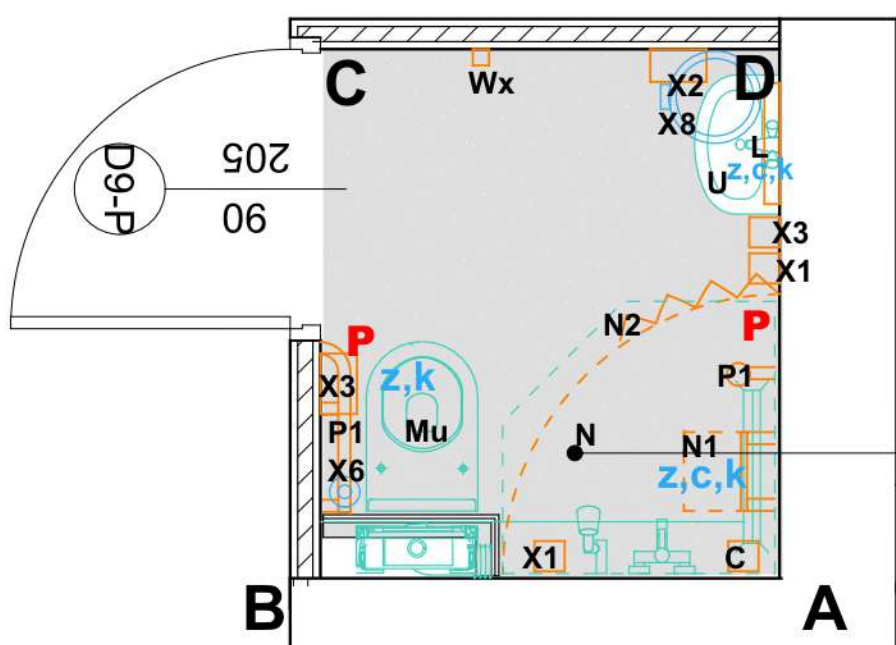 C
D
Wx
X2
X8
L
z,c,k
U
D9-P
205
90
X3
X1
N2
P
P
P1
X3
z,k
P1
Mu
N
N1
X6
z,c,k
X1
C
B
A